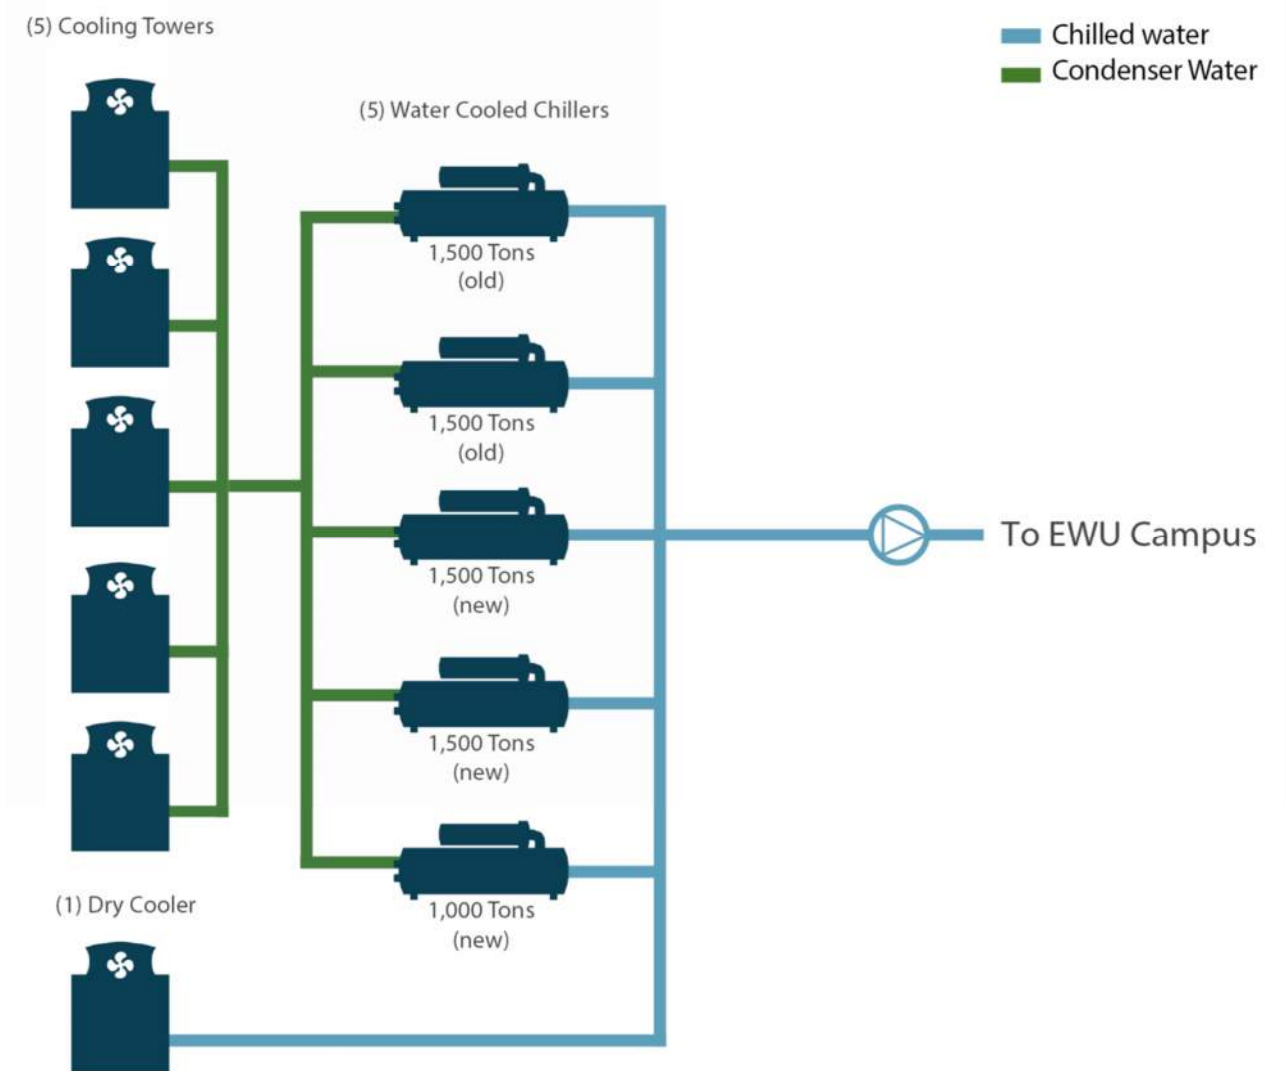 (5) Cooling Towers
Chilled water
Condenser Water
(5) Water Cooled Chillers
1,500 Tons
(old)
1,500 Tons
(old)
To EWU Campus
1,500 Tons
(new)
1,500 Tons
(new)
(1) Dry Cooler
1,000 Tons
(new)